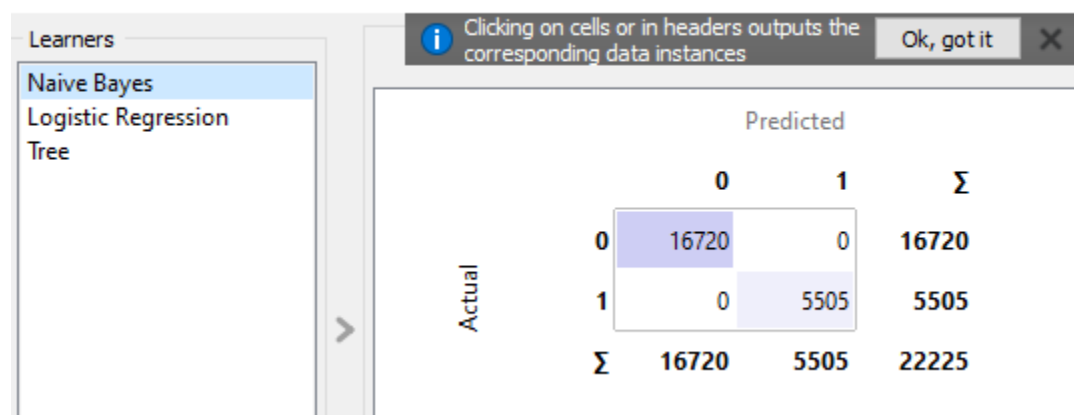 Learners
Naive Bayes
Logistic Regression
Tree
Clicking on cells or in headers outputs the
corresponding data instances
Ok, got it
Predicted
0 1 Σ
Actual
0 16720 0 16720
1 0 5505 5505
Σ 16720 5505 22225